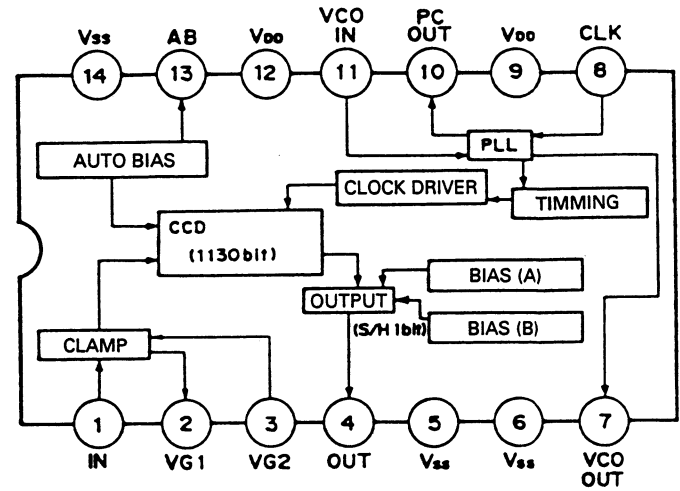 VCO PC
Vss AB VDD IN OUT VDD CLK
14 13 12 11 10 9 8
PLL
AUTO BIAS
CLOCK DRIVER
TIMMING
CCD
(1130bit)
BIAS (A)
OUTPUT
(S/H 1bit)
BIAS (B)
CLAMP
1 2 3 4 5 6 7
IN VG1 VG2 OUT Vss Vss VCO
OUT